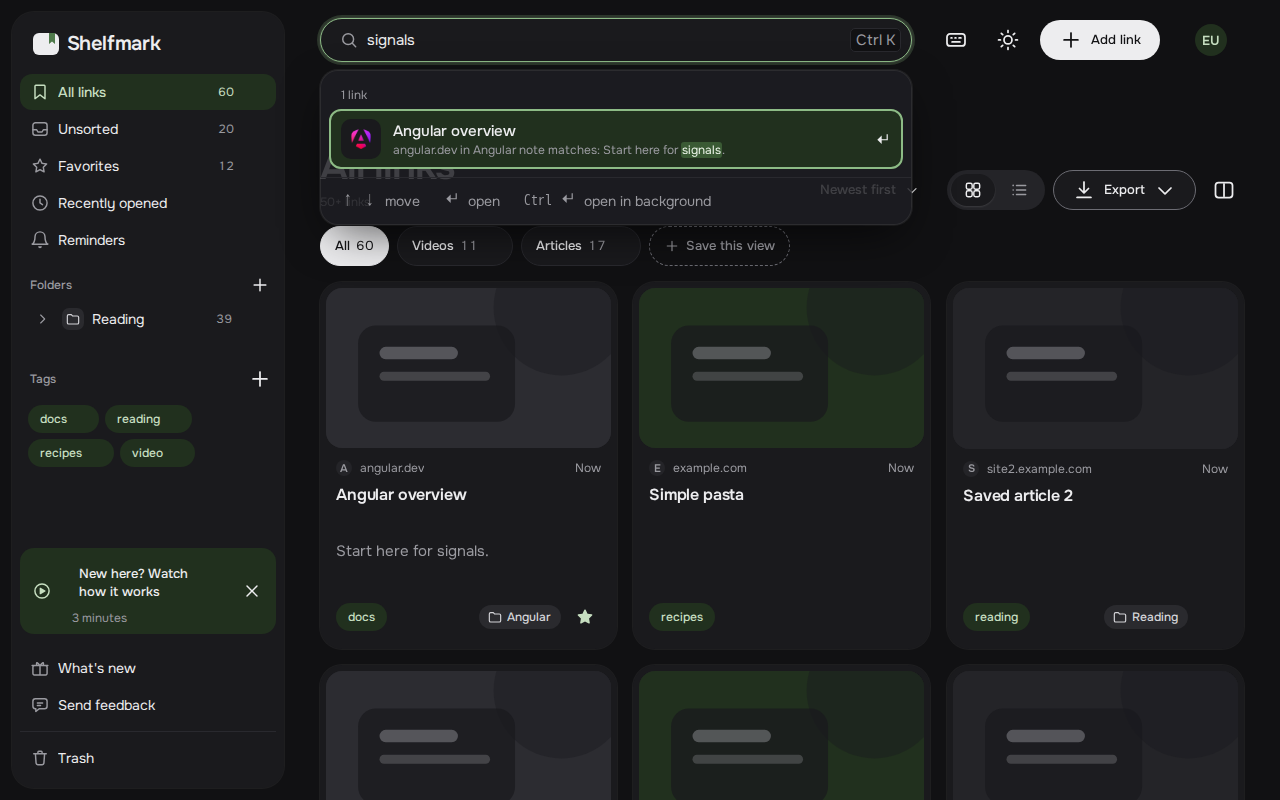 Shelfmark
All links 60
Unsorted 20
Favorites 12
Recently opened
Reminders
Folders
Reading 39
Tags
docs reading
recipes video
New here? Watch
how it works
3 minutes
What's new
Send feedback
Trash
signals Ctrl K
Add link
EU
1 link
Angular overview
angular.dev in Angular note matches: Start here for signals.
All links
50+ links
↑ ↓ move ↵ open Ctrl ↵ open in background
Newest first
Export
All 60 Videos 11 Articles 17 + Save this view
A angular.dev Now
Angular overview
Start here for signals.
docs Angular
E example.com Now
Simple pasta
recipes
S site2.example.com Now
Saved article 2
reading Reading